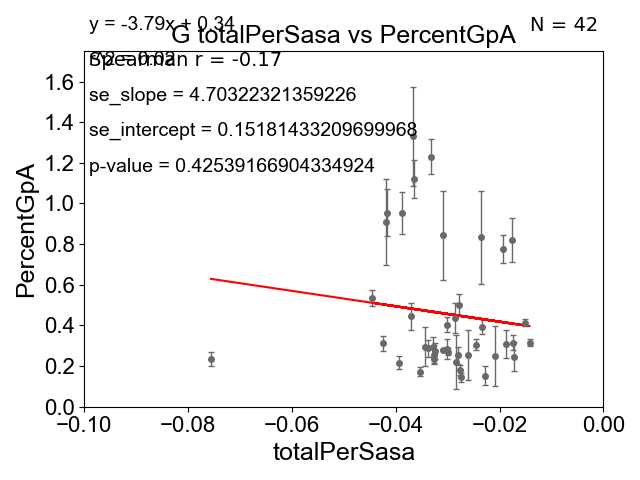 y = -3.79x + 0.34
N = 42
G totalPerSasa vs PercentGpA
Spearman r = -0.17
se_slope = 4.70322321359226
se_intercept = 0.15181433209699968
p-value = 0.42539166904334924
PercentGpA
1.6
1.4
1.2
1.0
0.8
0.6
0.4
0.2
0.0
−0.10
−0.08
−0.06
−0.04
−0.02
0.00
totalPerSasa